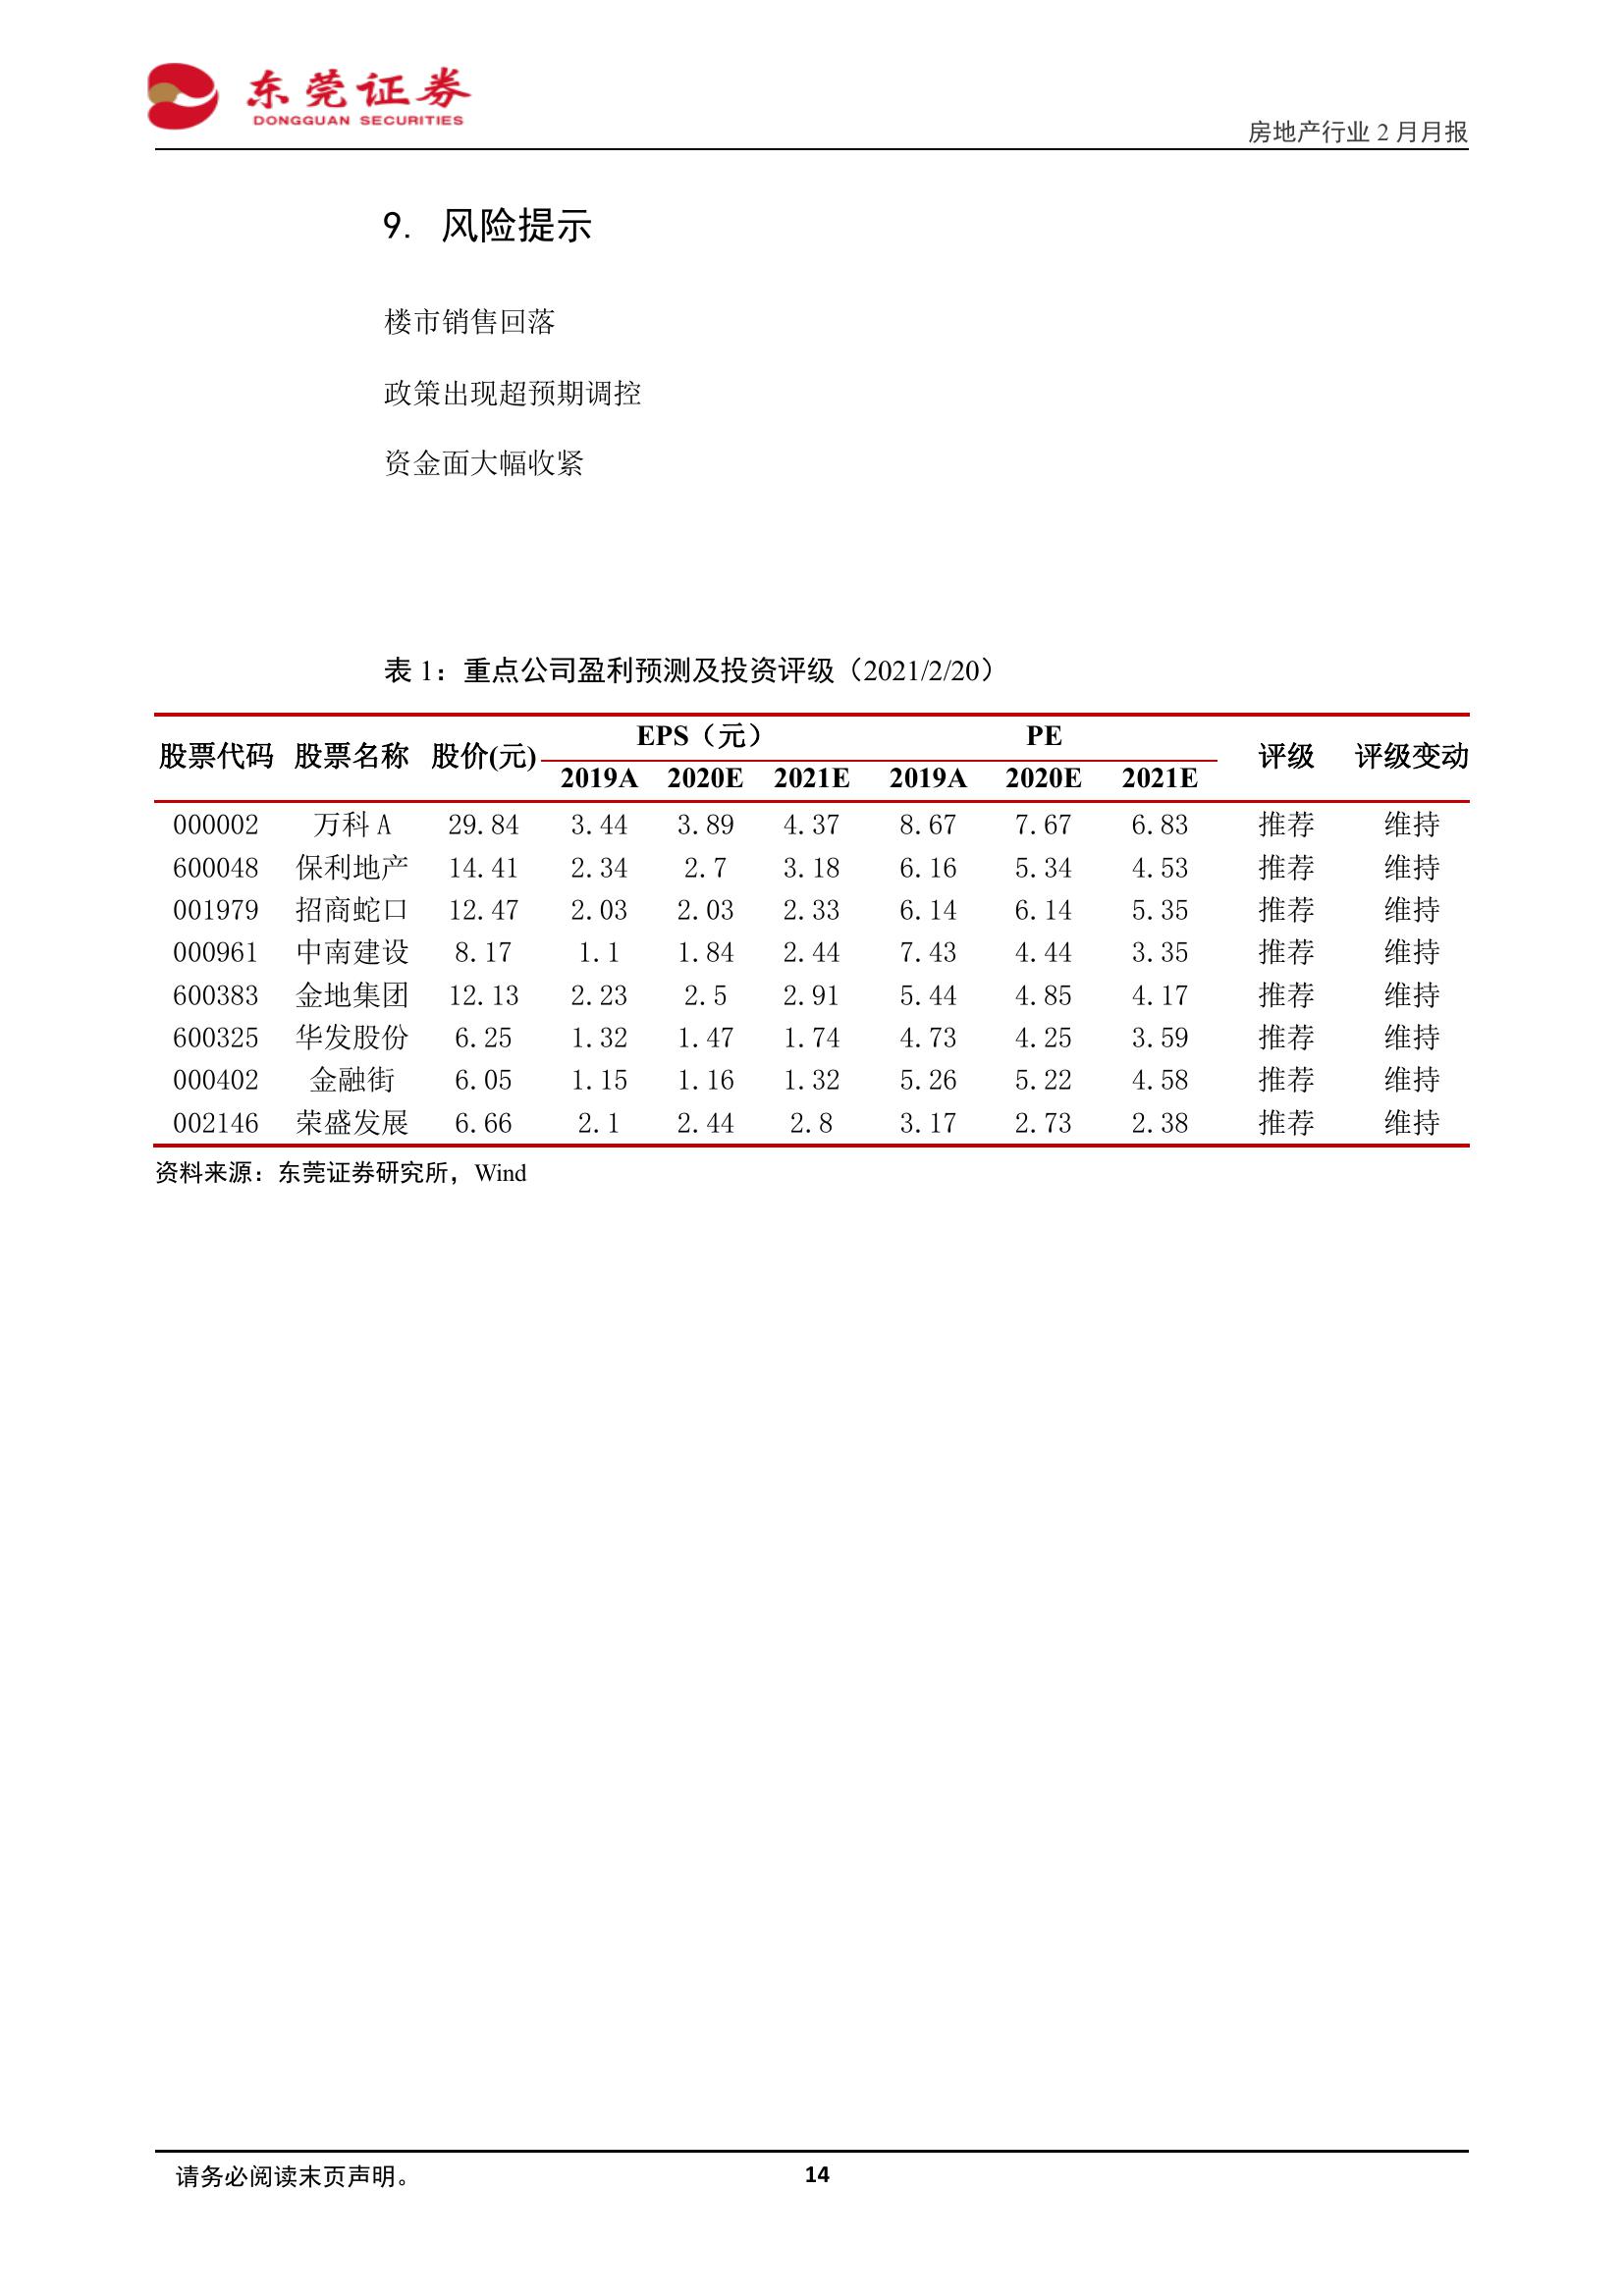 东莞证券
DONGGUAN SECURITIES
房地产行业 2 月月报
9. 风险提示
楼市销售回落
政策出现超预期调控
资金面大幅收紧
表 1：重点公司盈利预测及投资评级（2021/2/20）
股票代码 股票名称 股价(元) EPS（元） PE 评级 评级变动
2019A 2020E 2021E 2019A 2020E 2021E
000002 万科 A 29.84 3.44 3.89 4.37 8.67 7.67 6.83 推荐 维持
600048 保利地产 14.41 2.34 2.7 3.18 6.16 5.34 4.53 推荐 维持
001979 招商蛇口 12.47 2.03 2.03 2.33 6.14 6.14 5.35 推荐 维持
000961 中南建设 8.17 1.1 1.84 2.44 7.43 4.44 3.35 推荐 维持
600383 金地集团 12.13 2.23 2.5 2.91 5.44 4.85 4.17 推荐 维持
600325 华发股份 6.25 1.32 1.47 1.74 4.73 4.25 3.59 推荐 维持
000402 金融街 6.05 1.15 1.16 1.32 5.26 5.22 4.58 推荐 维持
002146 荣盛发展 6.66 2.1 2.44 2.8 3.17 2.73 2.38 推荐 维持
资料来源：东莞证券研究所，Wind
请务必阅读末页声明。
14